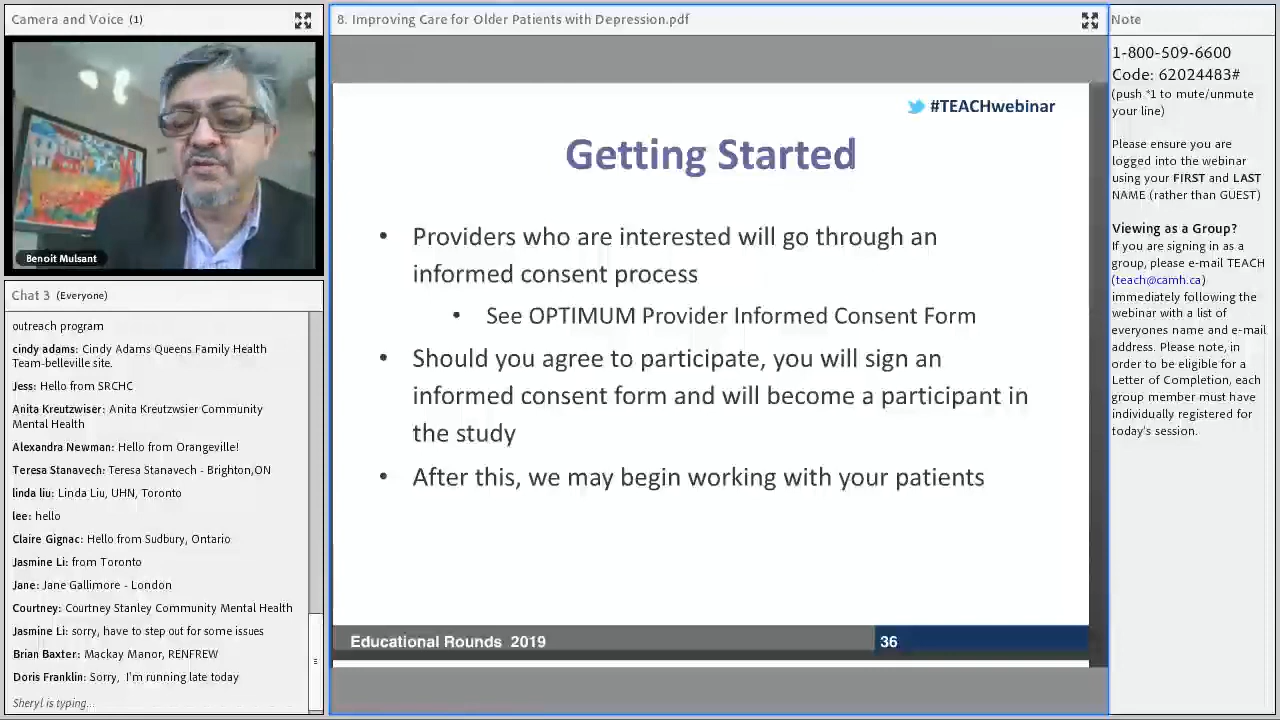 Camera and Voice (1)
Benoit Mulsant
Chat 3 (Everyone)
outreach program
cindy adams: Cindy Adams Queens Family Health
Team-belleville site.
Jess: Hello from SRCHC
Anita Kreutzwiser: Anita Kreutzwsier Community
Mental Health
Alexandra Newman: Hello from Orangeville!
Teresa Stanavech: Teresa Stanavech - Brighton,ON
linda liu: Linda Liu, UHN, Toronto
lee: hello
Claire Gignac: Hello from Sudbury, Ontario
Jasmine Li: from Toronto
Jane: Jane Gallimore - London
Courtney: Courtney Stanley Community Mental Health
Jasmine Li: sorry, have to step out for some issues
Brian Baxter: Mackay Manor, RENFREW
Doris Franklin: Sorry, I'm running late today
Sheryl is typing...
8. Improving Care for Older Patients with Depression.pdf
#TEACHwebinar
Getting Started
• Providers who are interested will go through an
informed consent process
• See OPTIMUM Provider Informed Consent Form
• Should you agree to participate, you will sign an
informed consent form and will become a participant in
the study
• After this, we may begin working with your patients
Educational Rounds 2019
36
Note
1-800-509-6600
Code: 62024483#
(push *1 to mute/unmute
your line)
Please ensure you are
logged into the webinar
using your FIRST and LAST
NAME (rather than GUEST)
Viewing as a Group?
If you are signing in as a
group, please e-mail TEACH
(teach@camh.ca)
immediately following the
webinar with a list of
everyones name and e-mail
address. Please note, in
order to be eligible for a
Letter of Completion, each
group member must have
individually registered for
today's session.